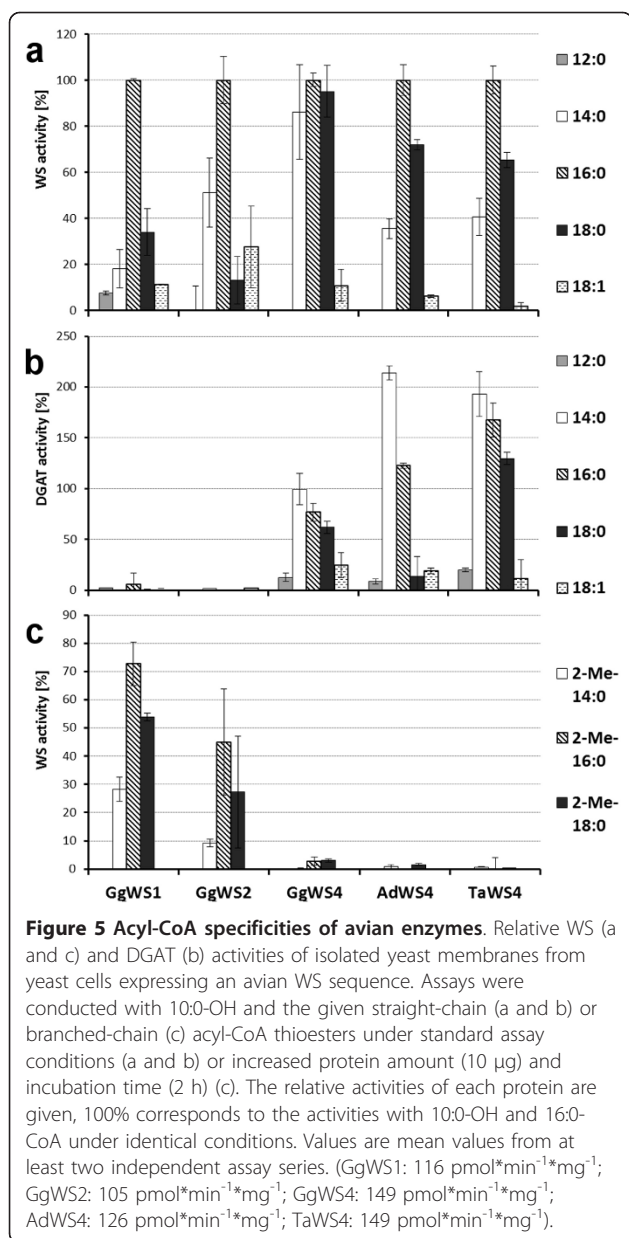 a
WS activity [%]
120
100
80
60
40
20
0
12:0
14:0
16:0
18:0
18:1
b
DGAT activity [%]
250
200
150
100
50
0
12:0
14:0
16:0
18:0
18:1
c
WS activity [%]
90
80
70
60
50
40
30
20
10
0
2-Me-
14:0
2-Me-
16:0
2-Me-
18:0
GgWS1 GgWS2 GgWS4 AdWS4 TaWS4
Figure 5 Acyl-CoA specificities of avian enzymes. Relative WS (a
and c) and DGAT (b) activities of isolated yeast membranes from
yeast cells expressing an avian WS sequence. Assays were
conducted with 10:0-OH and the given straight-chain (a and b) or
branched-chain (c) acyl-CoA thioesters under standard assay
conditions (a and b) or increased protein amount (10 μg) and
incubation time (2 h) (c). The relative activities of each protein are
given, 100% corresponds to the activities with 10:0-OH and 16:0-
CoA under identical conditions. Values are mean values from at
least two independent assay series. (GgWS1: 116 pmol*min⁻¹*mg⁻¹;
GgWS2: 105 pmol*min⁻¹*mg⁻¹; GgWS4: 149 pmol*min⁻¹*mg⁻¹;
AdWS4: 126 pmol*min⁻¹*mg⁻¹; TaWS4: 149 pmol*min⁻¹*mg⁻¹).